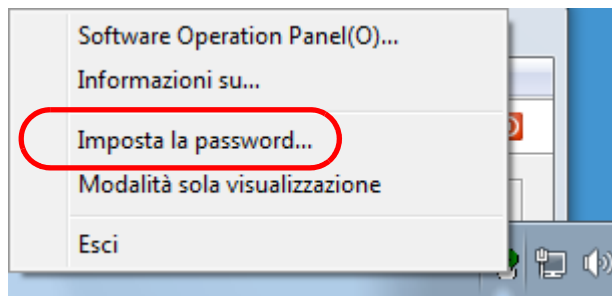 Software Operation Panel(O)...
Informazioni su...
Imposta la password...
Modalità sola visualizzazione
Esci